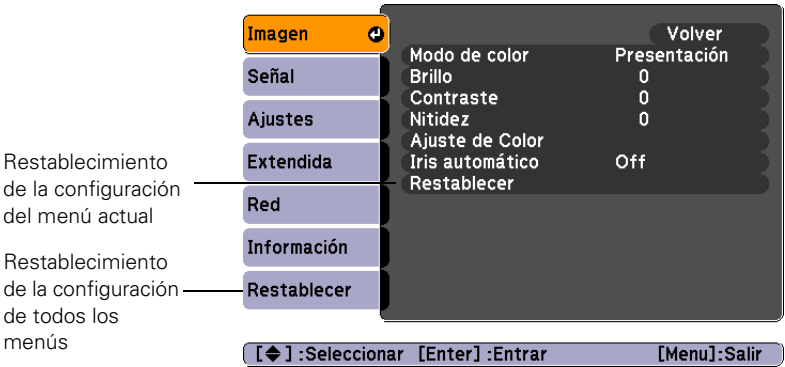 Imagen
Señal
Ajustes
Extendida
Red
Información
Restablecer
Volver
Modo de color Presentación
Brillo 0
Contraste 0
Nitidez 0
Ajuste de Color
Iris automático Off
Restablecer
Restablecimiento
de la configuración
del menú actual
Restablecimiento
de la configuración
de todos los
menús
[ ] :Seleccionar [Enter] :Entrar [Menu]:Salir